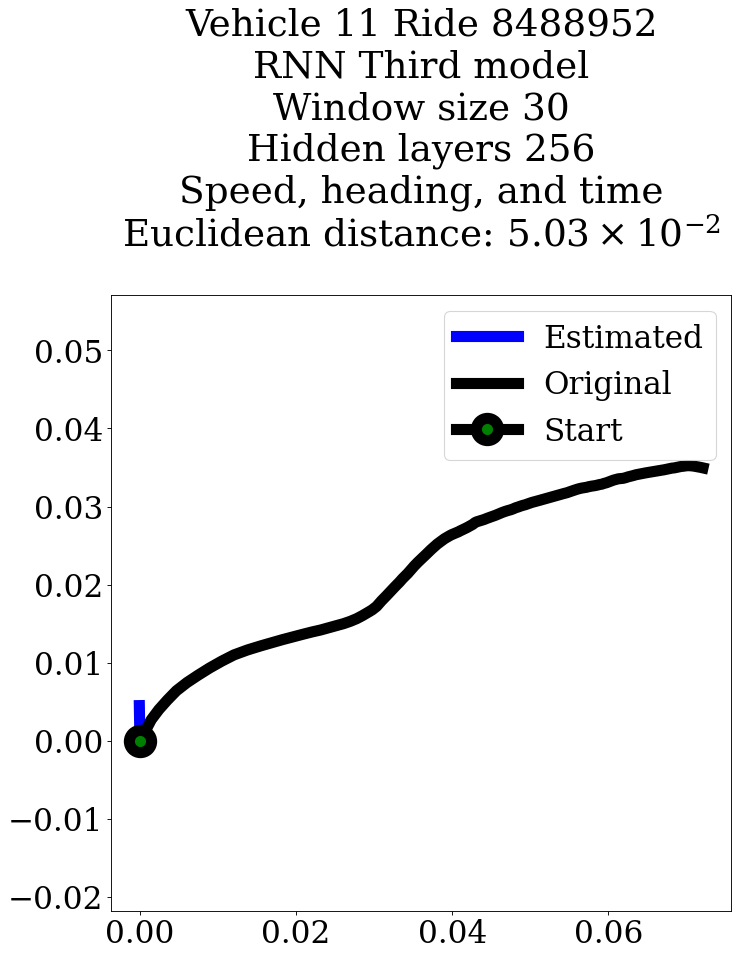 Vehicle 11 Ride 8488952
RNN Third model
Window size 30
Hidden layers 256
Speed, heading, and time
Euclidean distance: 5.03 × 10⁻²
Estimated
Original
Start
0.05
0.04
0.03
0.02
0.01
0.00
−0.01
−0.02
0.00 0.02 0.04 0.06